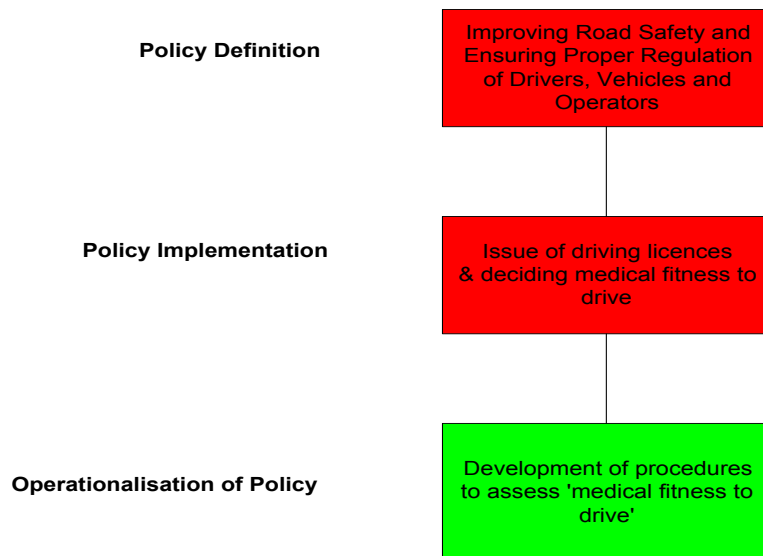 Policy Definition
Improving Road Safety and
Ensuring Proper Regulation
of Drivers, Vehicles and
Operators
Policy Implementation
Issue of driving licences
& deciding medical fitness to
drive
Operationalisation of Policy
Development of procedures
to assess 'medical fitness to
drive'